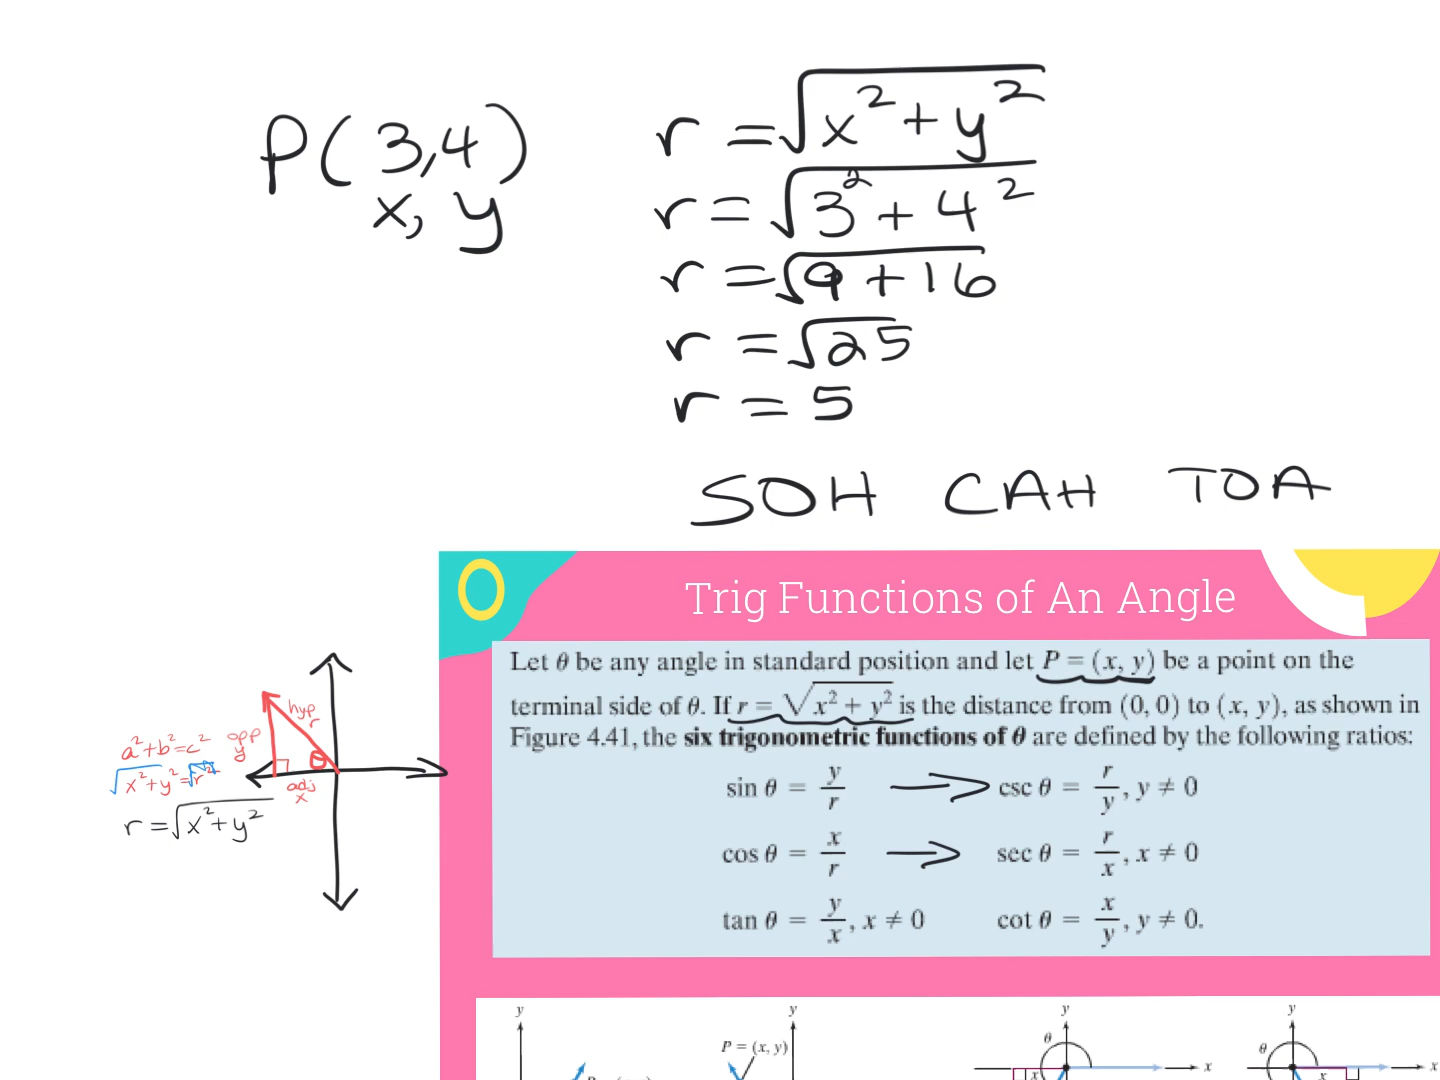 P(3,4)
x, y
r = √x² + y²
r = √3² + 4²
r = √9 + 16
r = √25
r = 5
SOH CAH TOA
Trig Functions of An Angle
Let θ be any angle in standard position and let P = (x, y) be a point on the
terminal side of θ. If r = √x² + y² is the distance from (0, 0) to (x, y), as shown in
Figure 4.41, the six trigonometric functions of θ are defined by the following ratios:
sin θ = y/r → csc θ = r/y, y ≠ 0
cos θ = x/r → sec θ = r/x, x ≠ 0
tan θ = y/x, x ≠ 0 cot θ = x/y, y ≠ 0.
hyp
r
opp
y
θ
adj
x
a² + b² = c²
√x² + y² = √r²
r = √x² + y²
y
y
P = (x, y)
y
θ
x
x
y
θ
x
x